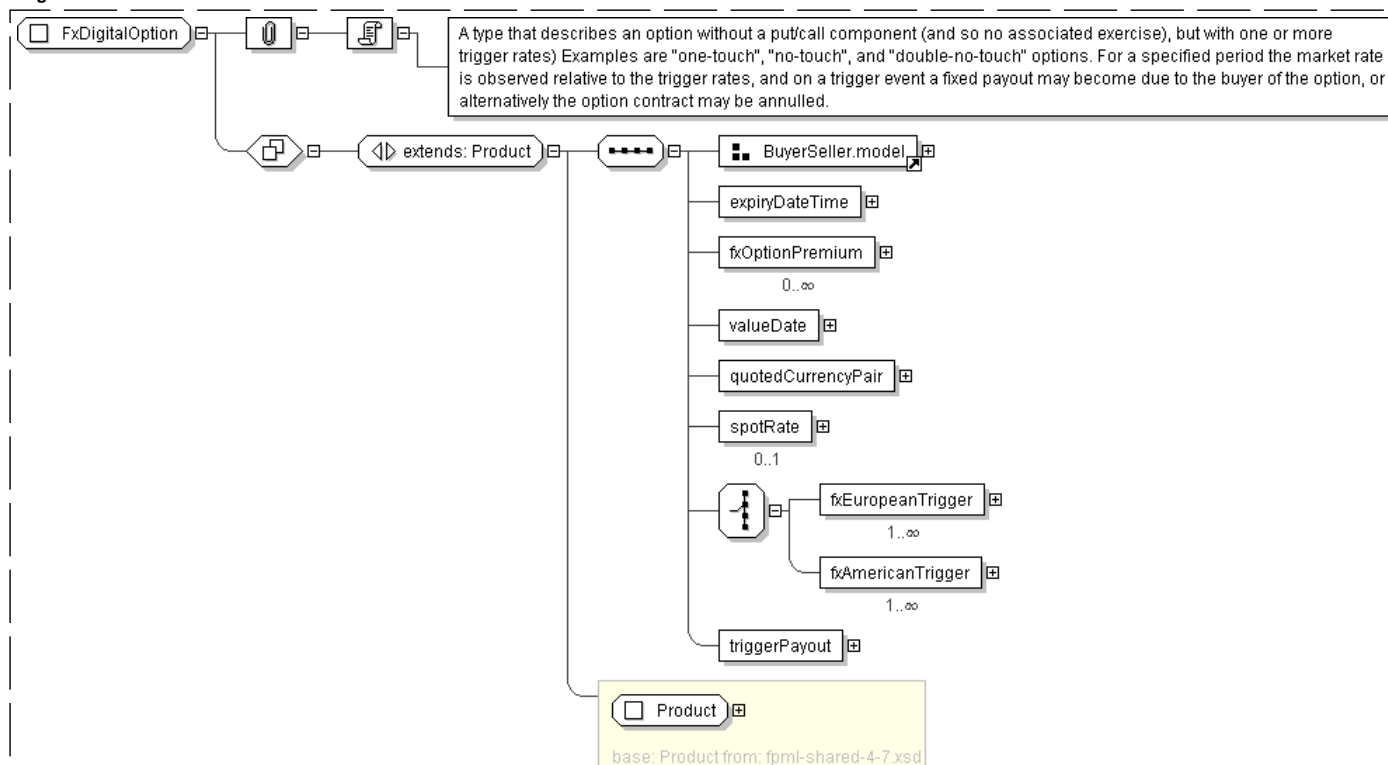 FxDigitalOption
A type that describes an option without a put/call component (and so no associated exercise), but with one or more
trigger rates) Examples are "one-touch", "no-touch", and "double-no-touch" options. For a specified period the market rate
is observed relative to the trigger rates, and on a trigger event a fixed payout may become due to the buyer of the option, or
alternatively the option contract may be annulled.
extends: Product
BuyerSeller.model
expiryDateTime
fxOptionPremium
0..∞
valueDate
quotedCurrencyPair
spotRate
0..1
fxEuropeanTrigger
1..∞
fxAmericanTrigger
1..∞
triggerPayout
Product
base: Product from: fpml-shared-4-7.xsd